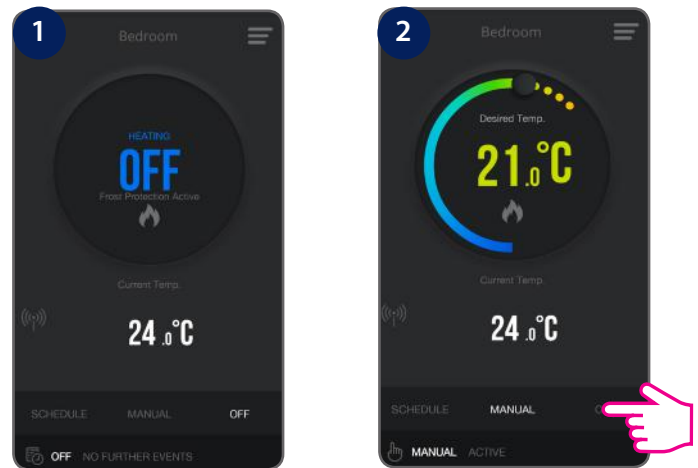 1
Bedroom
HEATING
OFF
Frost Protection Active
Current Temp.
24.0°C
SCHEDULE MANUAL OFF
OFF NO FURTHER EVENTS
2
Bedroom
Desired Temp.
21.0°C
Current Temp.
24.0°C
SCHEDULE MANUAL
MANUAL ACTIVE